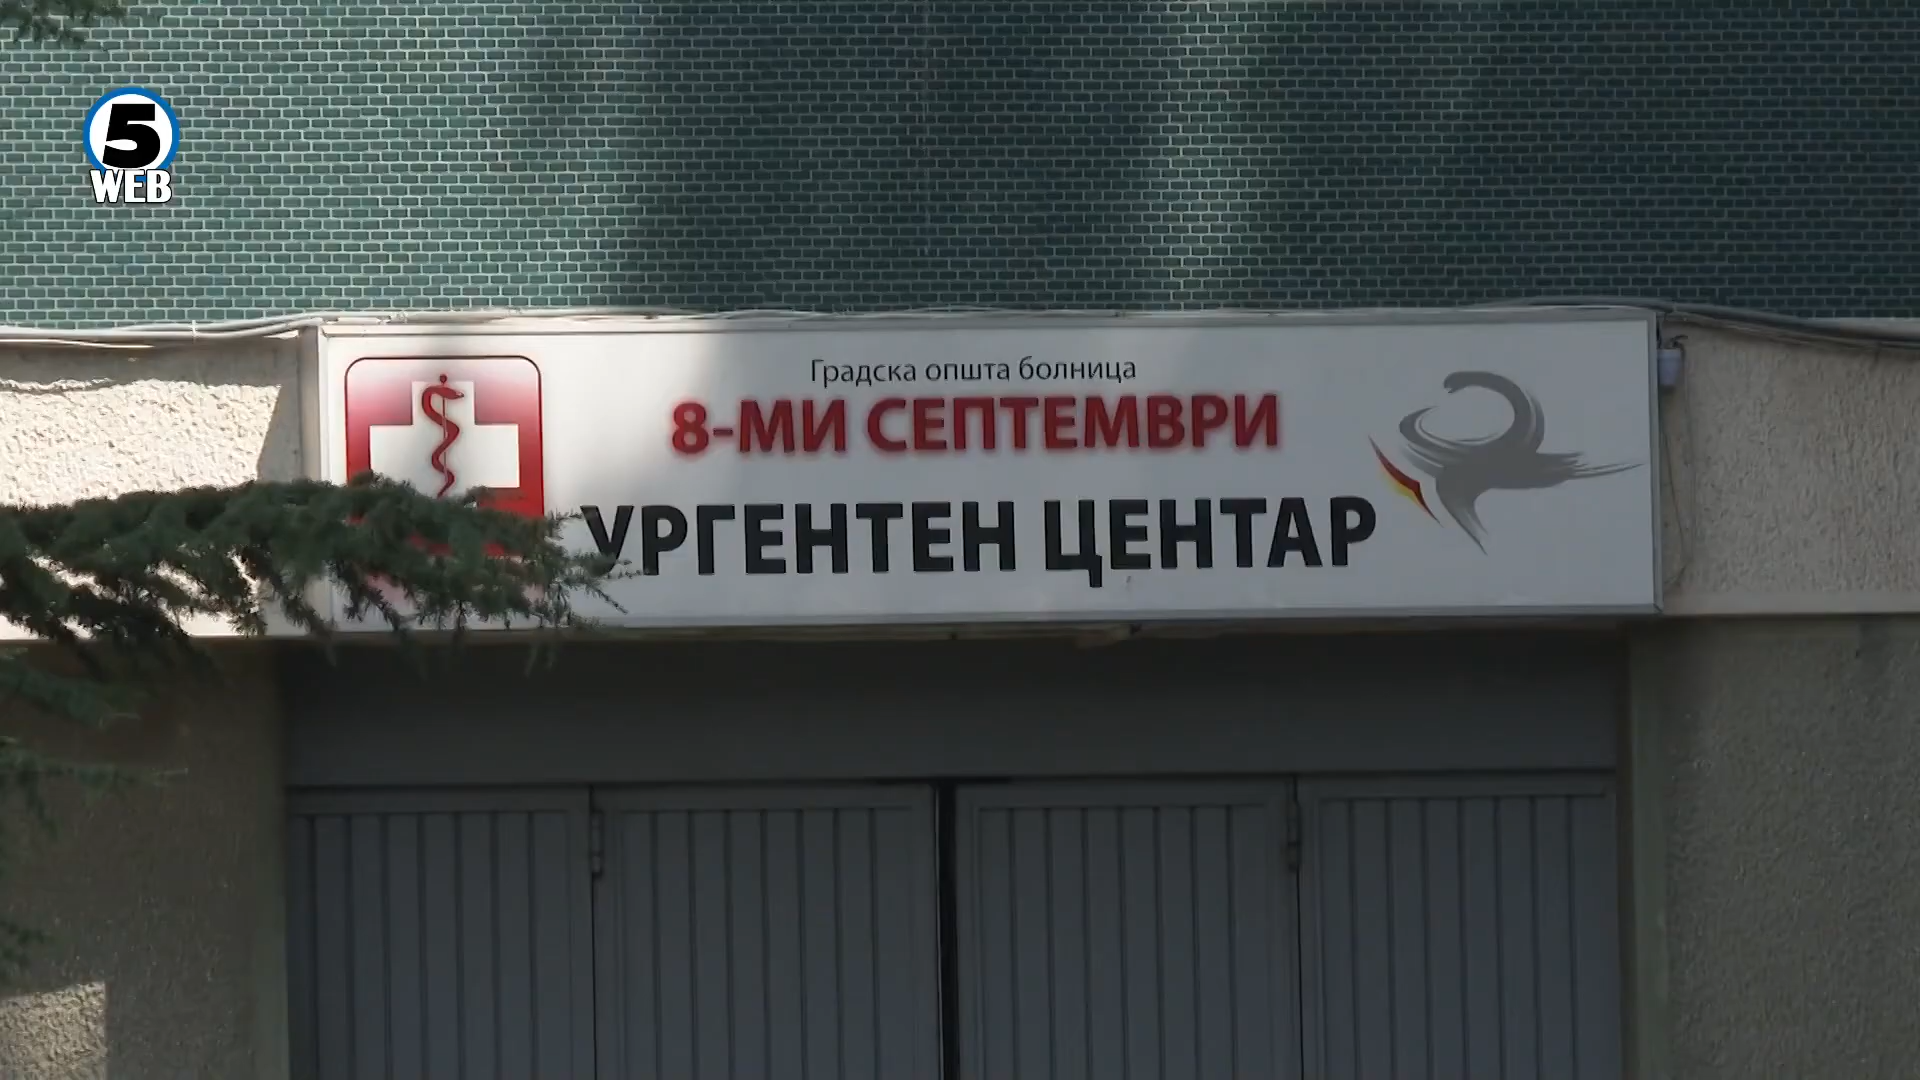 5
WEB
Градска општа болница
8-МИ СЕПТЕМВРИ
УРГЕНТЕН ЦЕНТАР